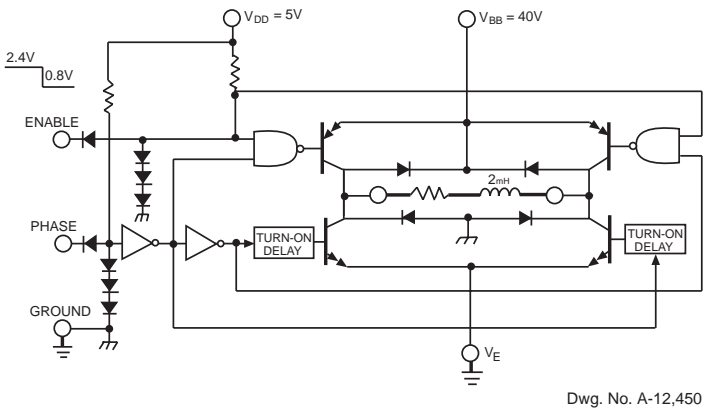 V_DD = 5V
V_BB = 40V
2.4V
0.8V
ENABLE
2mH
PHASE
TURN-ON
DELAY
TURN-ON
DELAY
GROUND
V_E
Dwg. No. A-12,450